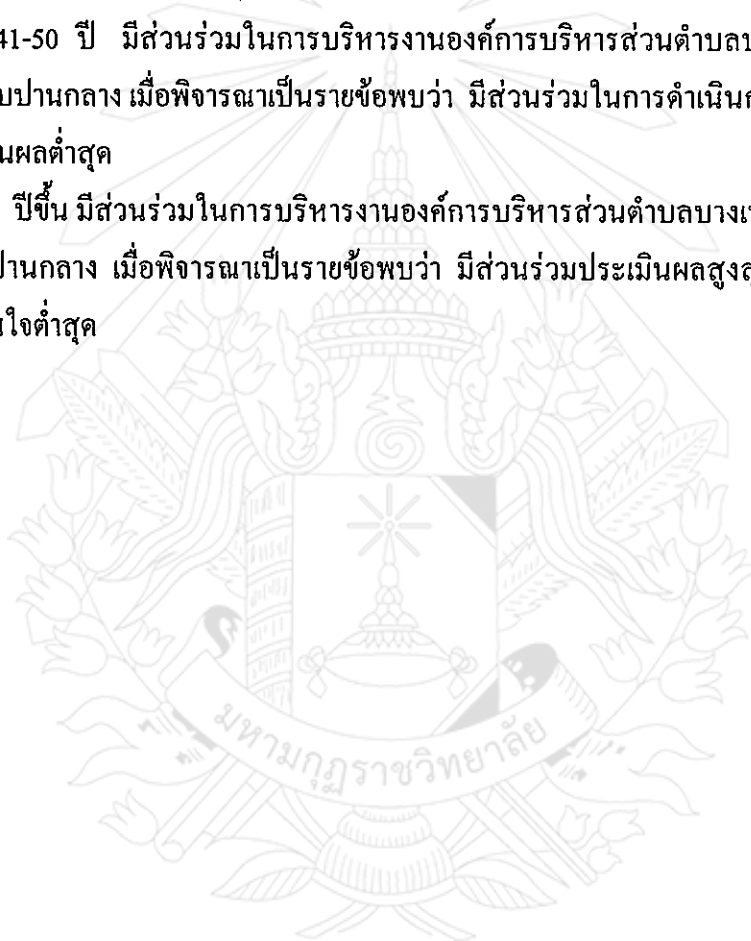 41-50 ปี มีส่วนร่วมในการบริหารงานองค์การบริหารส่วนตำบลบ
บปานกลาง เมื่อพิจารณาเป็นรายข้อพบว่า มีส่วนร่วมในการดำเนินก
นผลต่ำสุด
ปีขึ้น มีส่วนร่วมในการบริหารงานองค์การบริหารส่วนตำบลบางเ
ปานกลาง เมื่อพิจารณาเป็นรายข้อพบว่า มีส่วนร่วมประเมินผลสูงสุ
นใจต่ำสุด
มหามกุฏราชวิทยาลัย